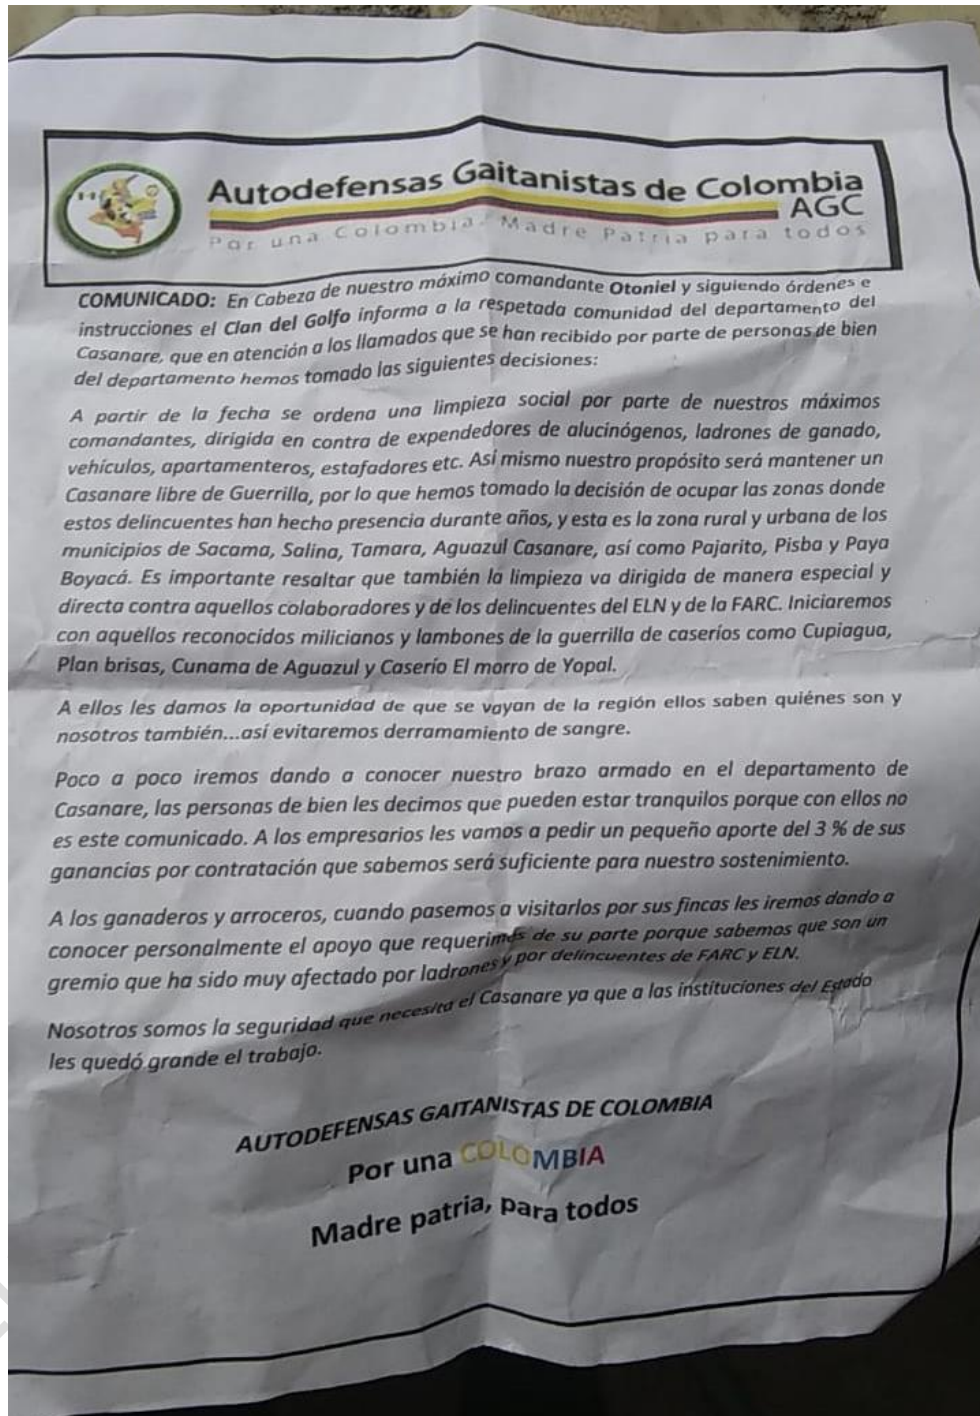 Autodefensas Gaitanistas de Colombia
AGC
Por una Colombia. Madre Patria para todos
COMUNICADO: En Cabeza de nuestro máximo comandante Otoniel y siguiendo órdenes e
instrucciones el Clan del Golfo informa a la respetada comunidad del departamento del
Casanare, que en atención a los llamados que se han recibido por parte de personas de bien
del departamento hemos tomado las siguientes decisiones:
A partir de la fecha se ordena una limpieza social por parte de nuestros máximos
comandantes, dirigida en contra de expendedores de alucinógenos, ladrones de ganado,
vehículos, apartamenteros, estafadores etc. Así mismo nuestro propósito será mantener un
Casanare libre de Guerrilla, por lo que hemos tomado la decisión de ocupar las zonas donde
estos delincuentes han hecho presencia durante años, y esta es la zona rural y urbana de los
municipios de Sacama, Salina, Tamara, Aguazul Casanare, así como Pajarito, Pisba y Paya
Boyacá. Es importante resaltar que también la limpieza va dirigida de manera especial y
directa contra aquellos colaboradores y de los delincuentes del ELN y de la FARC. Iniciaremos
con aquellos reconocidos milicianos y lambones de la guerrilla de caseríos como Cupiagua,
Plan brisas, Cunama de Aguazul y Caserío El morro de Yopal.
A ellos les damos la oportunidad de que se vayan de la región ellos saben quiénes son y
nosotros también...así evitaremos derramamiento de sangre.
Poco a poco iremos dando a conocer nuestro brazo armado en el departamento de
Casanare, las personas de bien les decimos que pueden estar tranquilos porque con ellos no
es este comunicado. A los empresarios les vamos a pedir un pequeño aporte del 3 % de sus
ganancias por contratación que sabemos será suficiente para nuestro sostenimiento.
A los ganaderos y arroceros, cuando pasemos a visitarlos por sus fincas les iremos dando a
conocer personalmente el apoyo que requerimos de su parte porque sabemos que son un
gremio que ha sido muy afectado por ladrones y por delincuentes de FARC y ELN.
Nosotros somos la seguridad que necesita el Casanare ya que a las instituciones del Estado
les quedó grande el trabajo.
AUTODEFENSAS GAITANISTAS DE COLOMBIA
Por una COLOMBIA
Madre patria, para todos